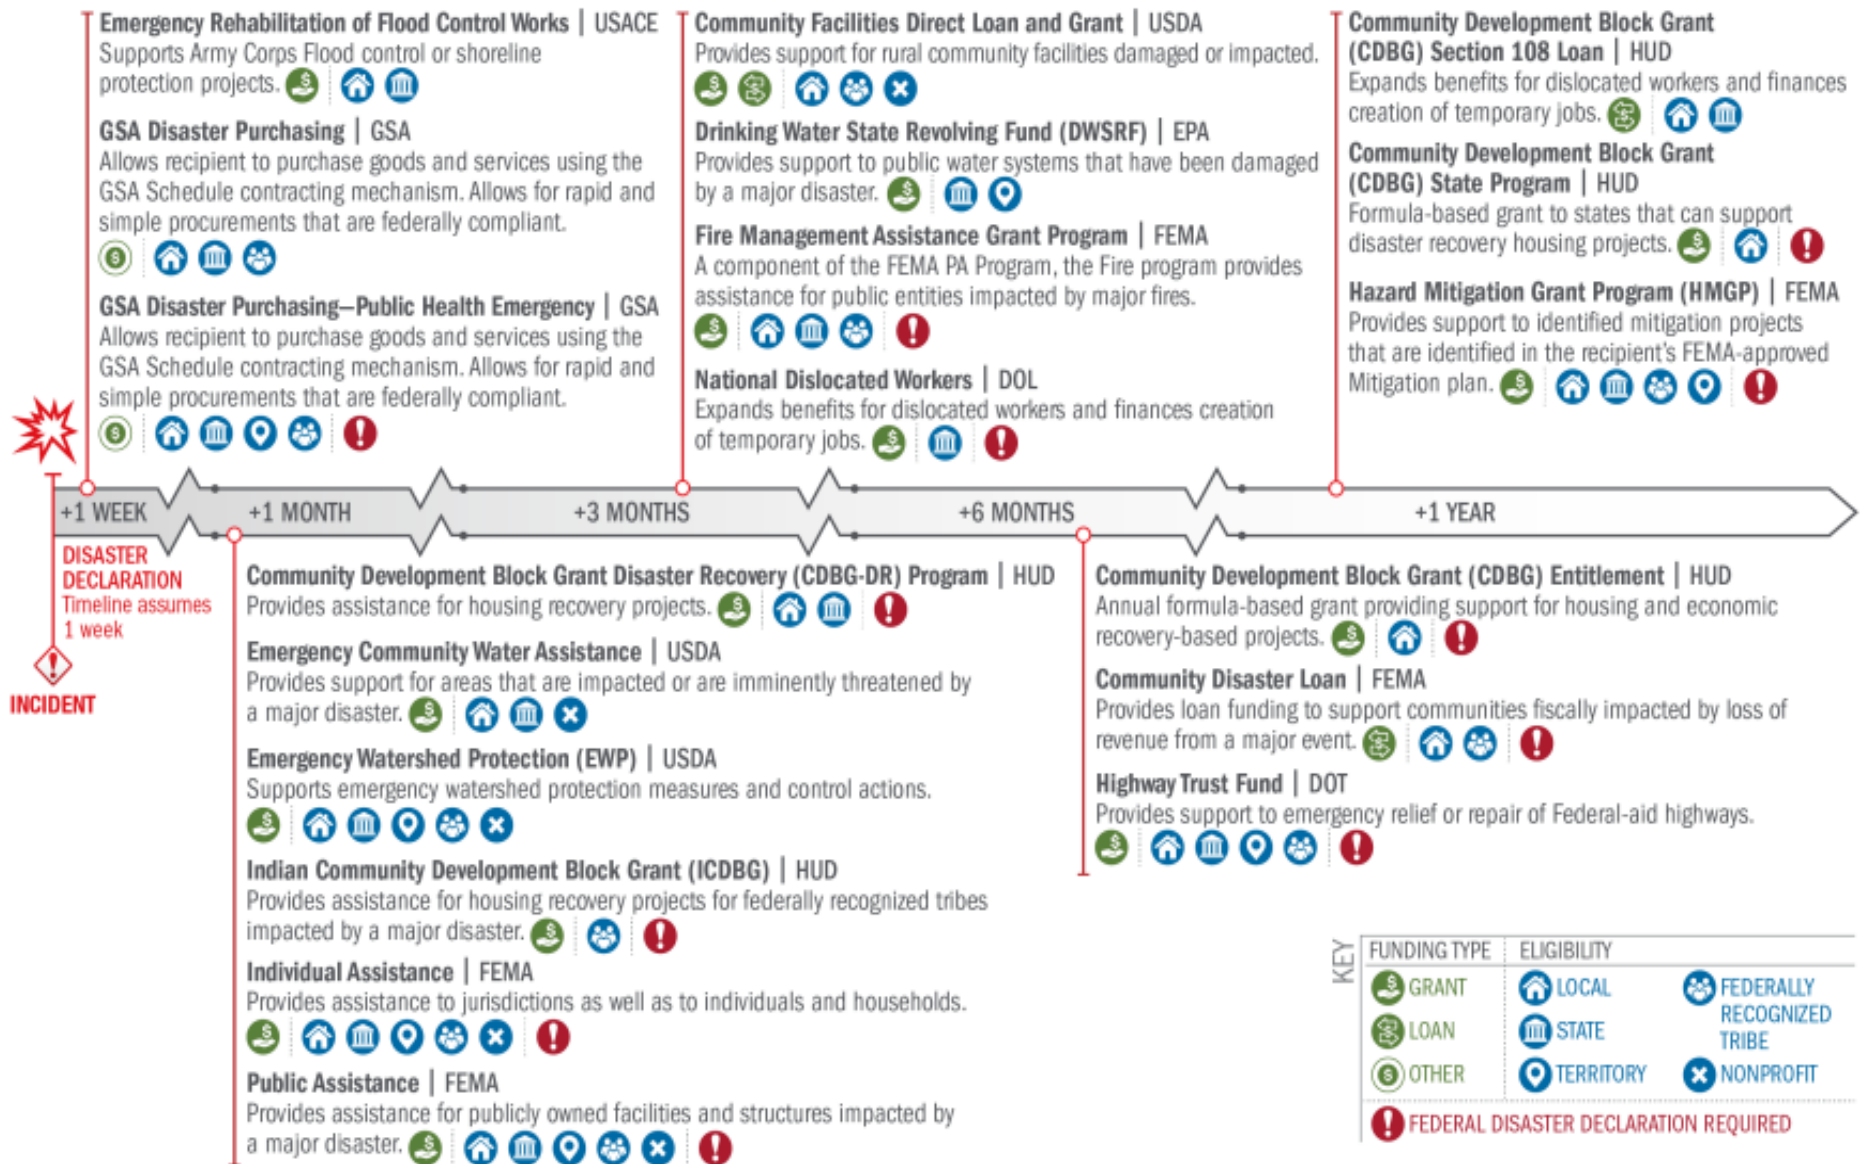 Emergency Rehabilitation of Flood Control Works | USACE
Supports Army Corps Flood control or shoreline
protection projects.
GSA Disaster Purchasing | GSA
Allows recipient to purchase goods and services using the
GSA Schedule contracting mechanism. Allows for rapid and
simple procurements that are federally compliant.
GSA Disaster Purchasing—Public Health Emergency | GSA
Allows recipient to purchase goods and services using the
GSA Schedule contracting mechanism. Allows for rapid and
simple procurements that are federally compliant.
Community Facilities Direct Loan and Grant | USDA
Provides support for rural community facilities damaged or impacted.
Drinking Water State Revolving Fund (DWSRF) | EPA
Provides support to public water systems that have been damaged
by a major disaster.
Fire Management Assistance Grant Program | FEMA
A component of the FEMA PA Program, the Fire program provides
assistance for public entities impacted by major fires.
National Dislocated Workers | DOL
Expands benefits for dislocated workers and finances creation
of temporary jobs.
Community Development Block Grant
(CDBG) Section 108 Loan | HUD
Expands benefits for dislocated workers and finances
creation of temporary jobs.
Community Development Block Grant
(CDBG) State Program | HUD
Formula-based grant to states that can support
disaster recovery housing projects.
Hazard Mitigation Grant Program (HMGP) | FEMA
Provides support to identified mitigation projects
that are identified in the recipient's FEMA-approved
Mitigation plan.
+1 WEEK
+1 MONTH
+3 MONTHS
+6 MONTHS
+1 YEAR
DISASTER
DECLARATION
Timeline assumes
1 week
INCIDENT
Community Development Block Grant Disaster Recovery (CDBG-DR) Program | HUD
Provides assistance for housing recovery projects.
Emergency Community Water Assistance | USDA
Provides support for areas that are impacted or are imminently threatened by
a major disaster.
Emergency Watershed Protection (EWP) | USDA
Supports emergency watershed protection measures and control actions.
Indian Community Development Block Grant (ICDBG) | HUD
Provides assistance for housing recovery projects for federally recognized tribes
impacted by a major disaster.
Individual Assistance | FEMA
Provides assistance to jurisdictions as well as to individuals and households.
Public Assistance | FEMA
Provides assistance for publicly owned facilities and structures impacted by
a major disaster.
Community Development Block Grant (CDBG) Entitlement | HUD
Annual formula-based grant providing support for housing and economic
recovery-based projects.
Community Disaster Loan | FEMA
Provides loan funding to support communities fiscally impacted by loss of
revenue from a major event.
Highway Trust Fund | DOT
Provides support to emergency relief or repair of Federal-aid highways.
KEY
FUNDING TYPE
GRANT
LOAN
OTHER
ELIGIBILITY
LOCAL
STATE
TERRITORY
FEDERALLY
RECOGNIZED
TRIBE
NONPROFIT
FEDERAL DISASTER DECLARATION REQUIRED